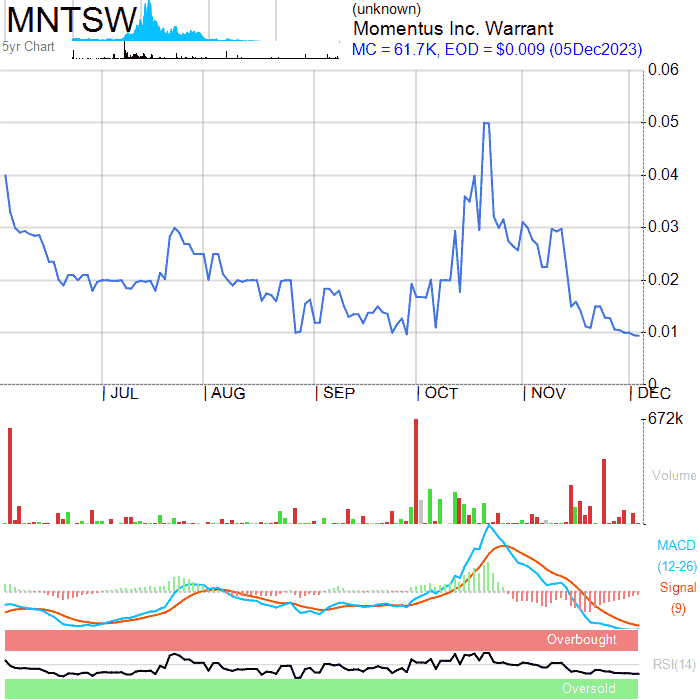 MNTSW
5yr Chart
(unknown)
Momentus Inc. Warrant
MC = 61.7K, EOD = $0.009 (05Dec2023)
0.06
0.05
0.04
0.03
0.02
0.01
0
JUL AUG SEP OCT NOV DEC
672k
Volume
MACD
(12-26)
Signal
(9)
Overbought
RSI(14)
Oversold